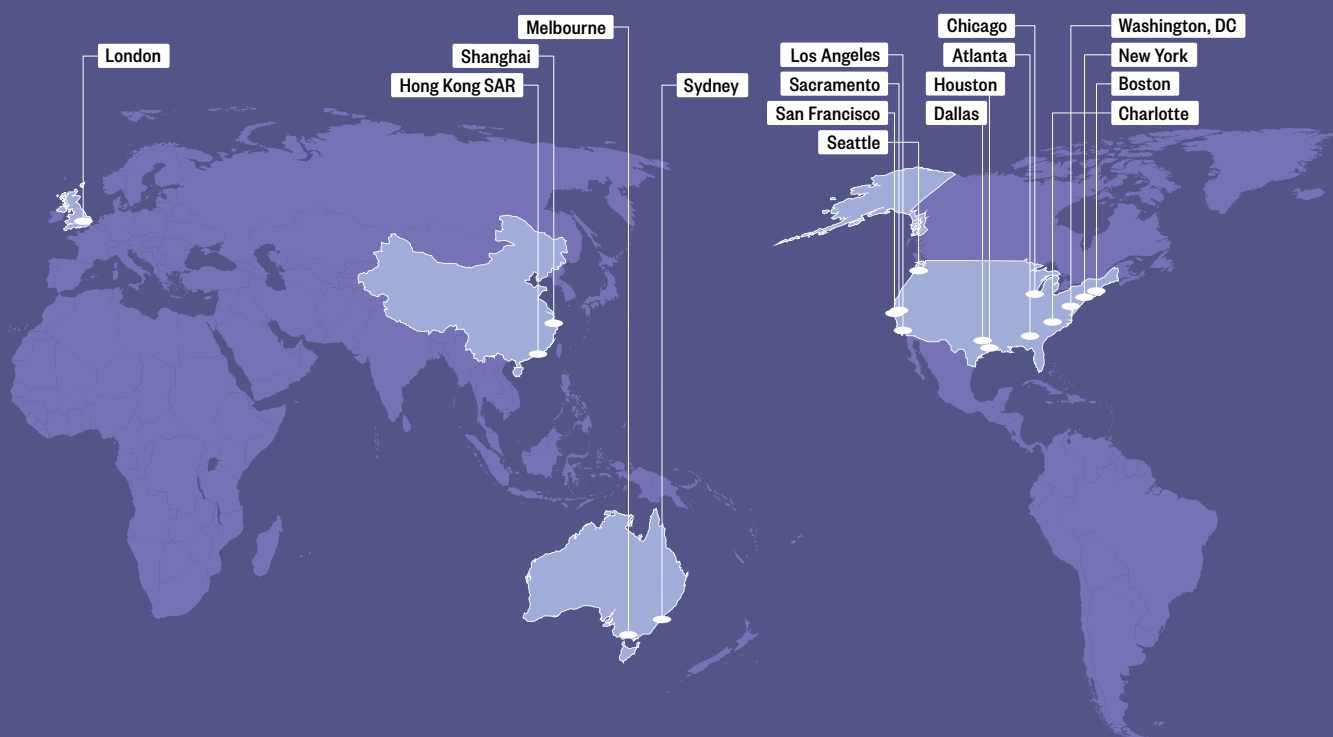 London
Melbourne
Shanghai
Hong Kong SAR
Sydney
Los Angeles
Sacramento
San Francisco
Seattle
Chicago
Atlanta
Houston
Dallas
Washington, DC
New York
Boston
Charlotte